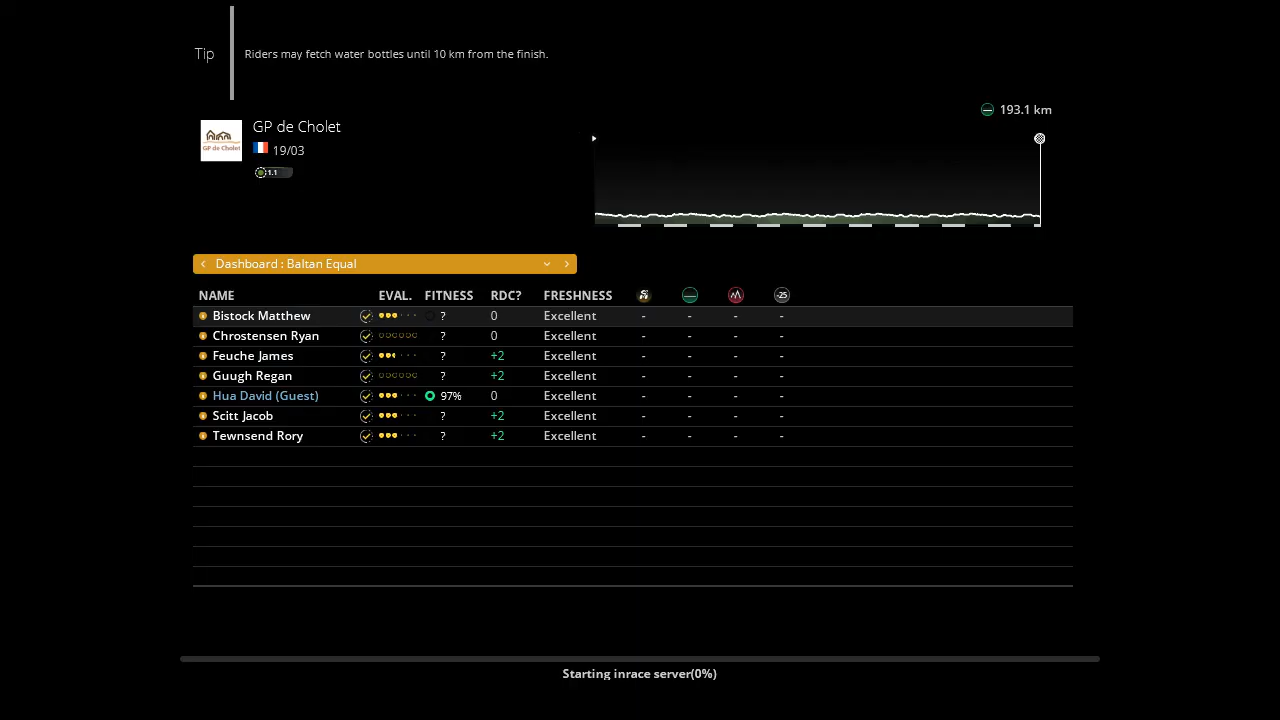 Tip
Riders may fetch water bottles until 10 km from the finish.
193.1 km
GP de Cholet
GP de Cholet
19/03
1.1
Dashboard : Baltan Equal
NAME EVAL. FITNESS RDC? FRESHNESS -25
Bistock Matthew ? 0 Excellent - - - -
Chrostensen Ryan ? 0 Excellent - - - -
Feuche James ? +2 Excellent - - - -
Guugh Regan ? +2 Excellent - - - -
Hua David (Guest) 97% 0 Excellent - - - -
Scitt Jacob ? +2 Excellent - - - -
Tewnsend Rory ? +2 Excellent - - - -
Starting inrace server(0%)